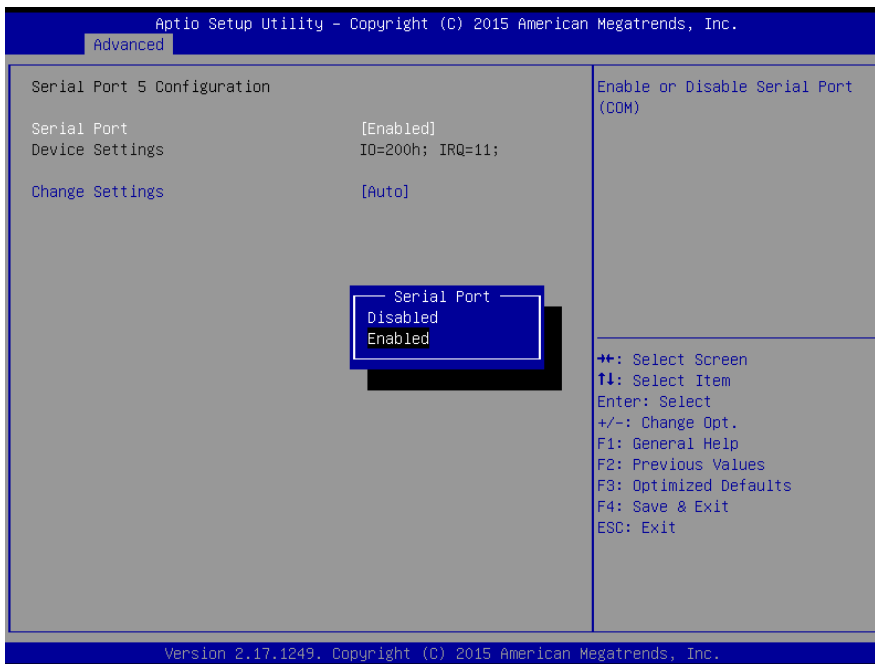 Aptio Setup Utility – Copyright (C) 2015 American Megatrends, Inc.
Advanced
Serial Port 5 Configuration
Serial Port [Enabled]
Device Settings IO=200h; IRQ=11;
Change Settings [Auto]
Serial Port
Disabled
Enabled
Enable or Disable Serial Port
(COM)
→←: Select Screen
↑↓: Select Item
Enter: Select
+/-: Change Opt.
F1: General Help
F2: Previous Values
F3: Optimized Defaults
F4: Save & Exit
ESC: Exit
Version 2.17.1249. Copyright (C) 2015 American Megatrends, Inc.